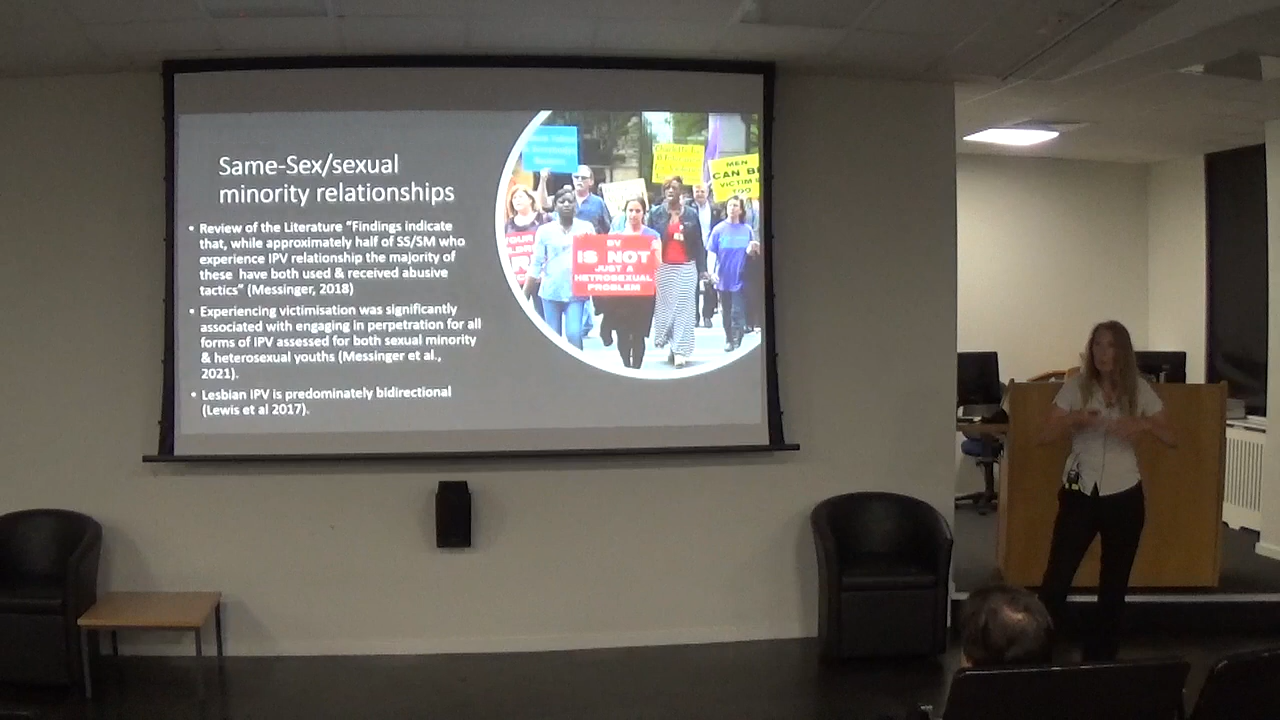 Same-Sex/sexual
minority relationships
• Review of the Literature "Findings indicate
that, while approximately half of SS/SM who
experience IPV relationship the majority of
these have both used & received abusive
tactics" (Messinger, 2018)
• Experiencing victimisation was significantly
associated with engaging in perpetration for all
forms of IPV assessed for both sexual minority
& heterosexual youths (Messinger et al.,
2021).
• Lesbian IPV is predominately bidirectional
(Lewis et al 2017).
MEN
CAN BE
VICTIM
TOO
IS NOT
JUST A
HETROSEXUAL
PROBLEM